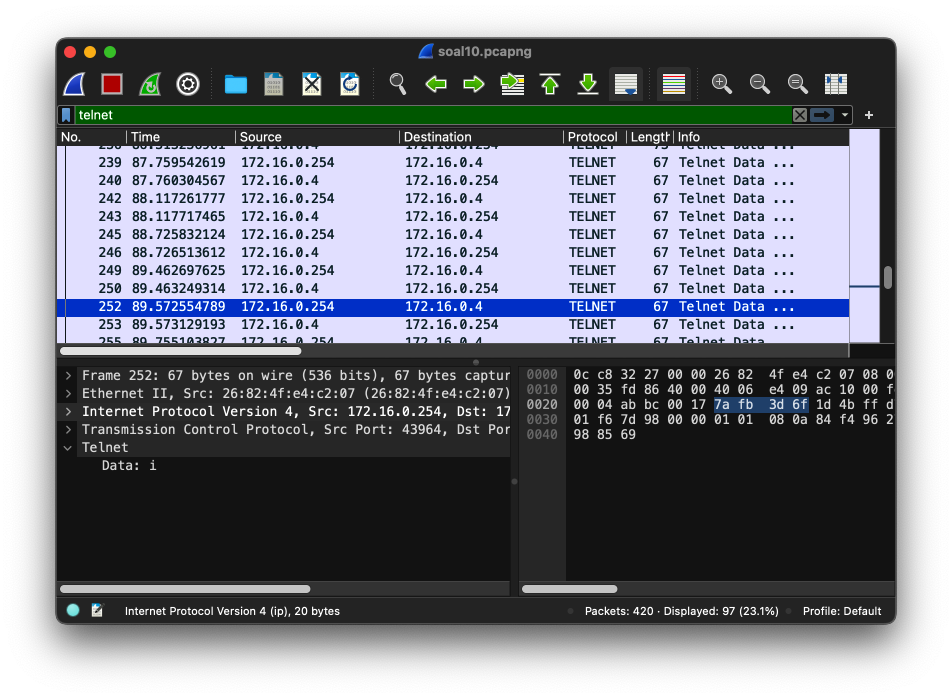 soal10.pcapng
telnet
+
No. Time Source Destination Protocol Length Info
239 87.759542619 172.16.0.254 172.16.0.4 TELNET 67 Telnet Data ...
240 87.760304567 172.16.0.4 172.16.0.254 TELNET 67 Telnet Data ...
242 88.117261777 172.16.0.254 172.16.0.4 TELNET 67 Telnet Data ...
243 88.117717465 172.16.0.4 172.16.0.254 TELNET 67 Telnet Data ...
245 88.725832124 172.16.0.254 172.16.0.4 TELNET 67 Telnet Data ...
246 88.726513612 172.16.0.4 172.16.0.254 TELNET 67 Telnet Data ...
249 89.462697625 172.16.0.254 172.16.0.4 TELNET 67 Telnet Data ...
250 89.463249314 172.16.0.4 172.16.0.254 TELNET 67 Telnet Data ...
252 89.572554789 172.16.0.254 172.16.0.4 TELNET 67 Telnet Data ...
253 89.573129193 172.16.0.4 172.16.0.254 TELNET 67 Telnet Data ...
Frame 252: 67 bytes on wire (536 bits), 67 bytes captur
Ethernet II, Src: 26:82:4f:e4:c2:07 (26:82:4f:e4:c2:07)
Internet Protocol Version 4, Src: 172.16.0.254, Dst: 17
Transmission Control Protocol, Src Port: 43964, Dst Por
Telnet
Data: i
0000 0c c8 32 27 00 00 26 82 4f e4 c2 07 08 0
0010 00 35 fd 86 40 00 40 06 e4 09 ac 10 00 f
0020 00 04 ab bc 00 17 7a fb 3d 6f 1d 4b ff d
0030 01 f6 7d 98 00 00 01 01 08 0a 84 f4 96 2
0040 98 85 69
Internet Protocol Version 4 (ip), 20 bytes
Packets: 420 · Displayed: 97 (23.1%)
Profile: Default